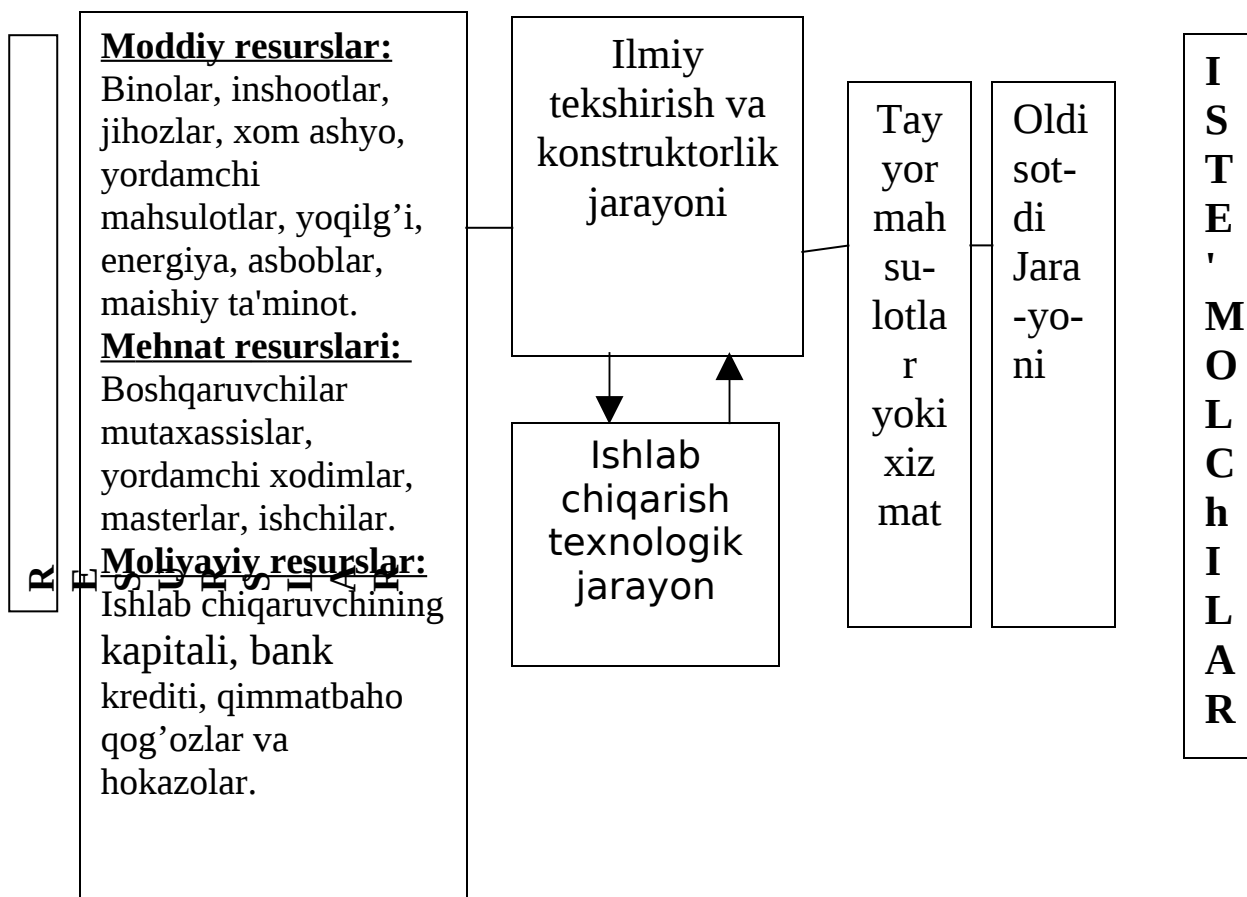 R E S U R S L A R
Moddiy resurslar:
Binolar, inshootlar,
jihozlar, xom ashyo,
yordamchi
mahsulotlar, yoqilg’i,
energiya, asboblar,
maishiy ta'minot.
Mehnat resurslari:
Boshqaruvchilar
mutaxassislar,
yordamchi xodimlar,
masterlar, ishchilar.
Moliyaviy resurslar:
Ishlab chiqaruvchining
kapitali, bank
krediti, qimmatbaho
qog’ozlar va
hokazolar.
Ilmiy
tekshirish va
konstruktorlik
jarayoni
Ishlab
chiqarish
texnologik
jarayon
Tay
yor
mah
su-
lotla
r
yoki
xiz
mat
Oldi
sot-
di
Jara
-yo-
ni
I
S
T
E
'
M
O
L
C
h
I
L
A
R